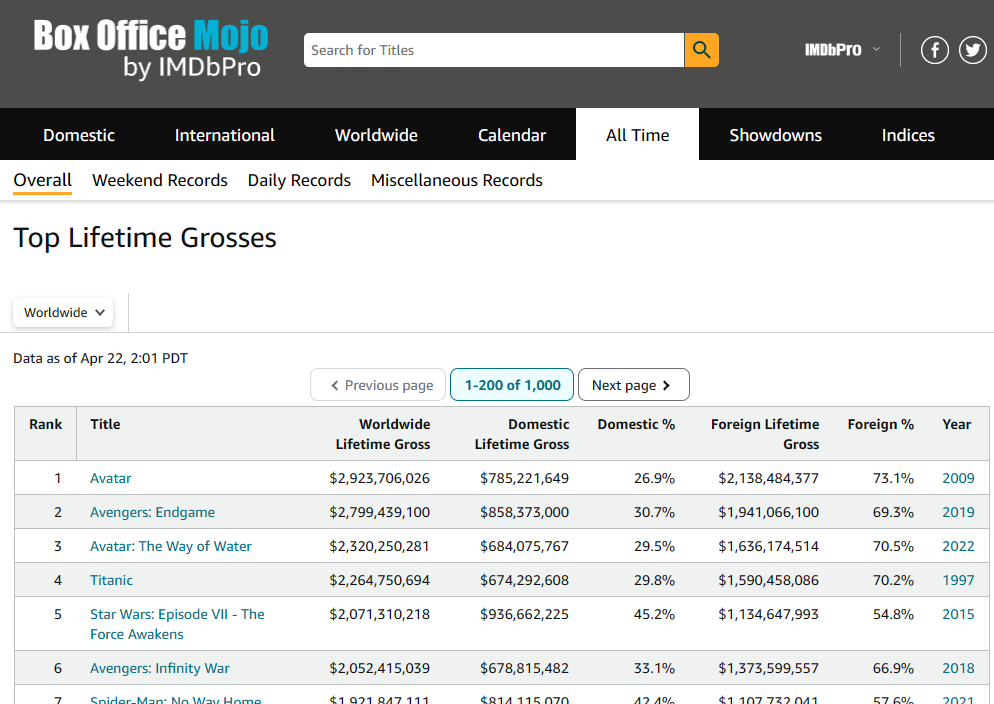 Box Office Mojo
by IMDbPro
Search for Titles
IMDbPro
Domestic International Worldwide Calendar All Time Showdowns Indices
Overall Weekend Records Daily Records Miscellaneous Records
Top Lifetime Grosses
Worldwide
Data as of Apr 22, 2:01 PDT
Previous page 1-200 of 1,000 Next page
Rank Title Worldwide Lifetime Gross Domestic Lifetime Gross Domestic % Foreign Lifetime Gross Foreign % Year
1 Avatar $2,923,706,026 $785,221,649 26.9% $2,138,484,377 73.1% 2009
2 Avengers: Endgame $2,799,439,100 $858,373,000 30.7% $1,941,066,100 69.3% 2019
3 Avatar: The Way of Water $2,320,250,281 $684,075,767 29.5% $1,636,174,514 70.5% 2022
4 Titanic $2,264,750,694 $674,292,608 29.8% $1,590,458,086 70.2% 1997
5 Star Wars: Episode VII - The Force Awakens $2,071,310,218 $936,662,225 45.2% $1,134,647,993 54.8% 2015
6 Avengers: Infinity War $2,052,415,039 $678,815,482 33.1% $1,373,599,557 66.9% 2018
7 Spider-Man: No Way Home $1,921,847,111 $814,115,070 42.4% $1,107,732,041 57.6% 2021